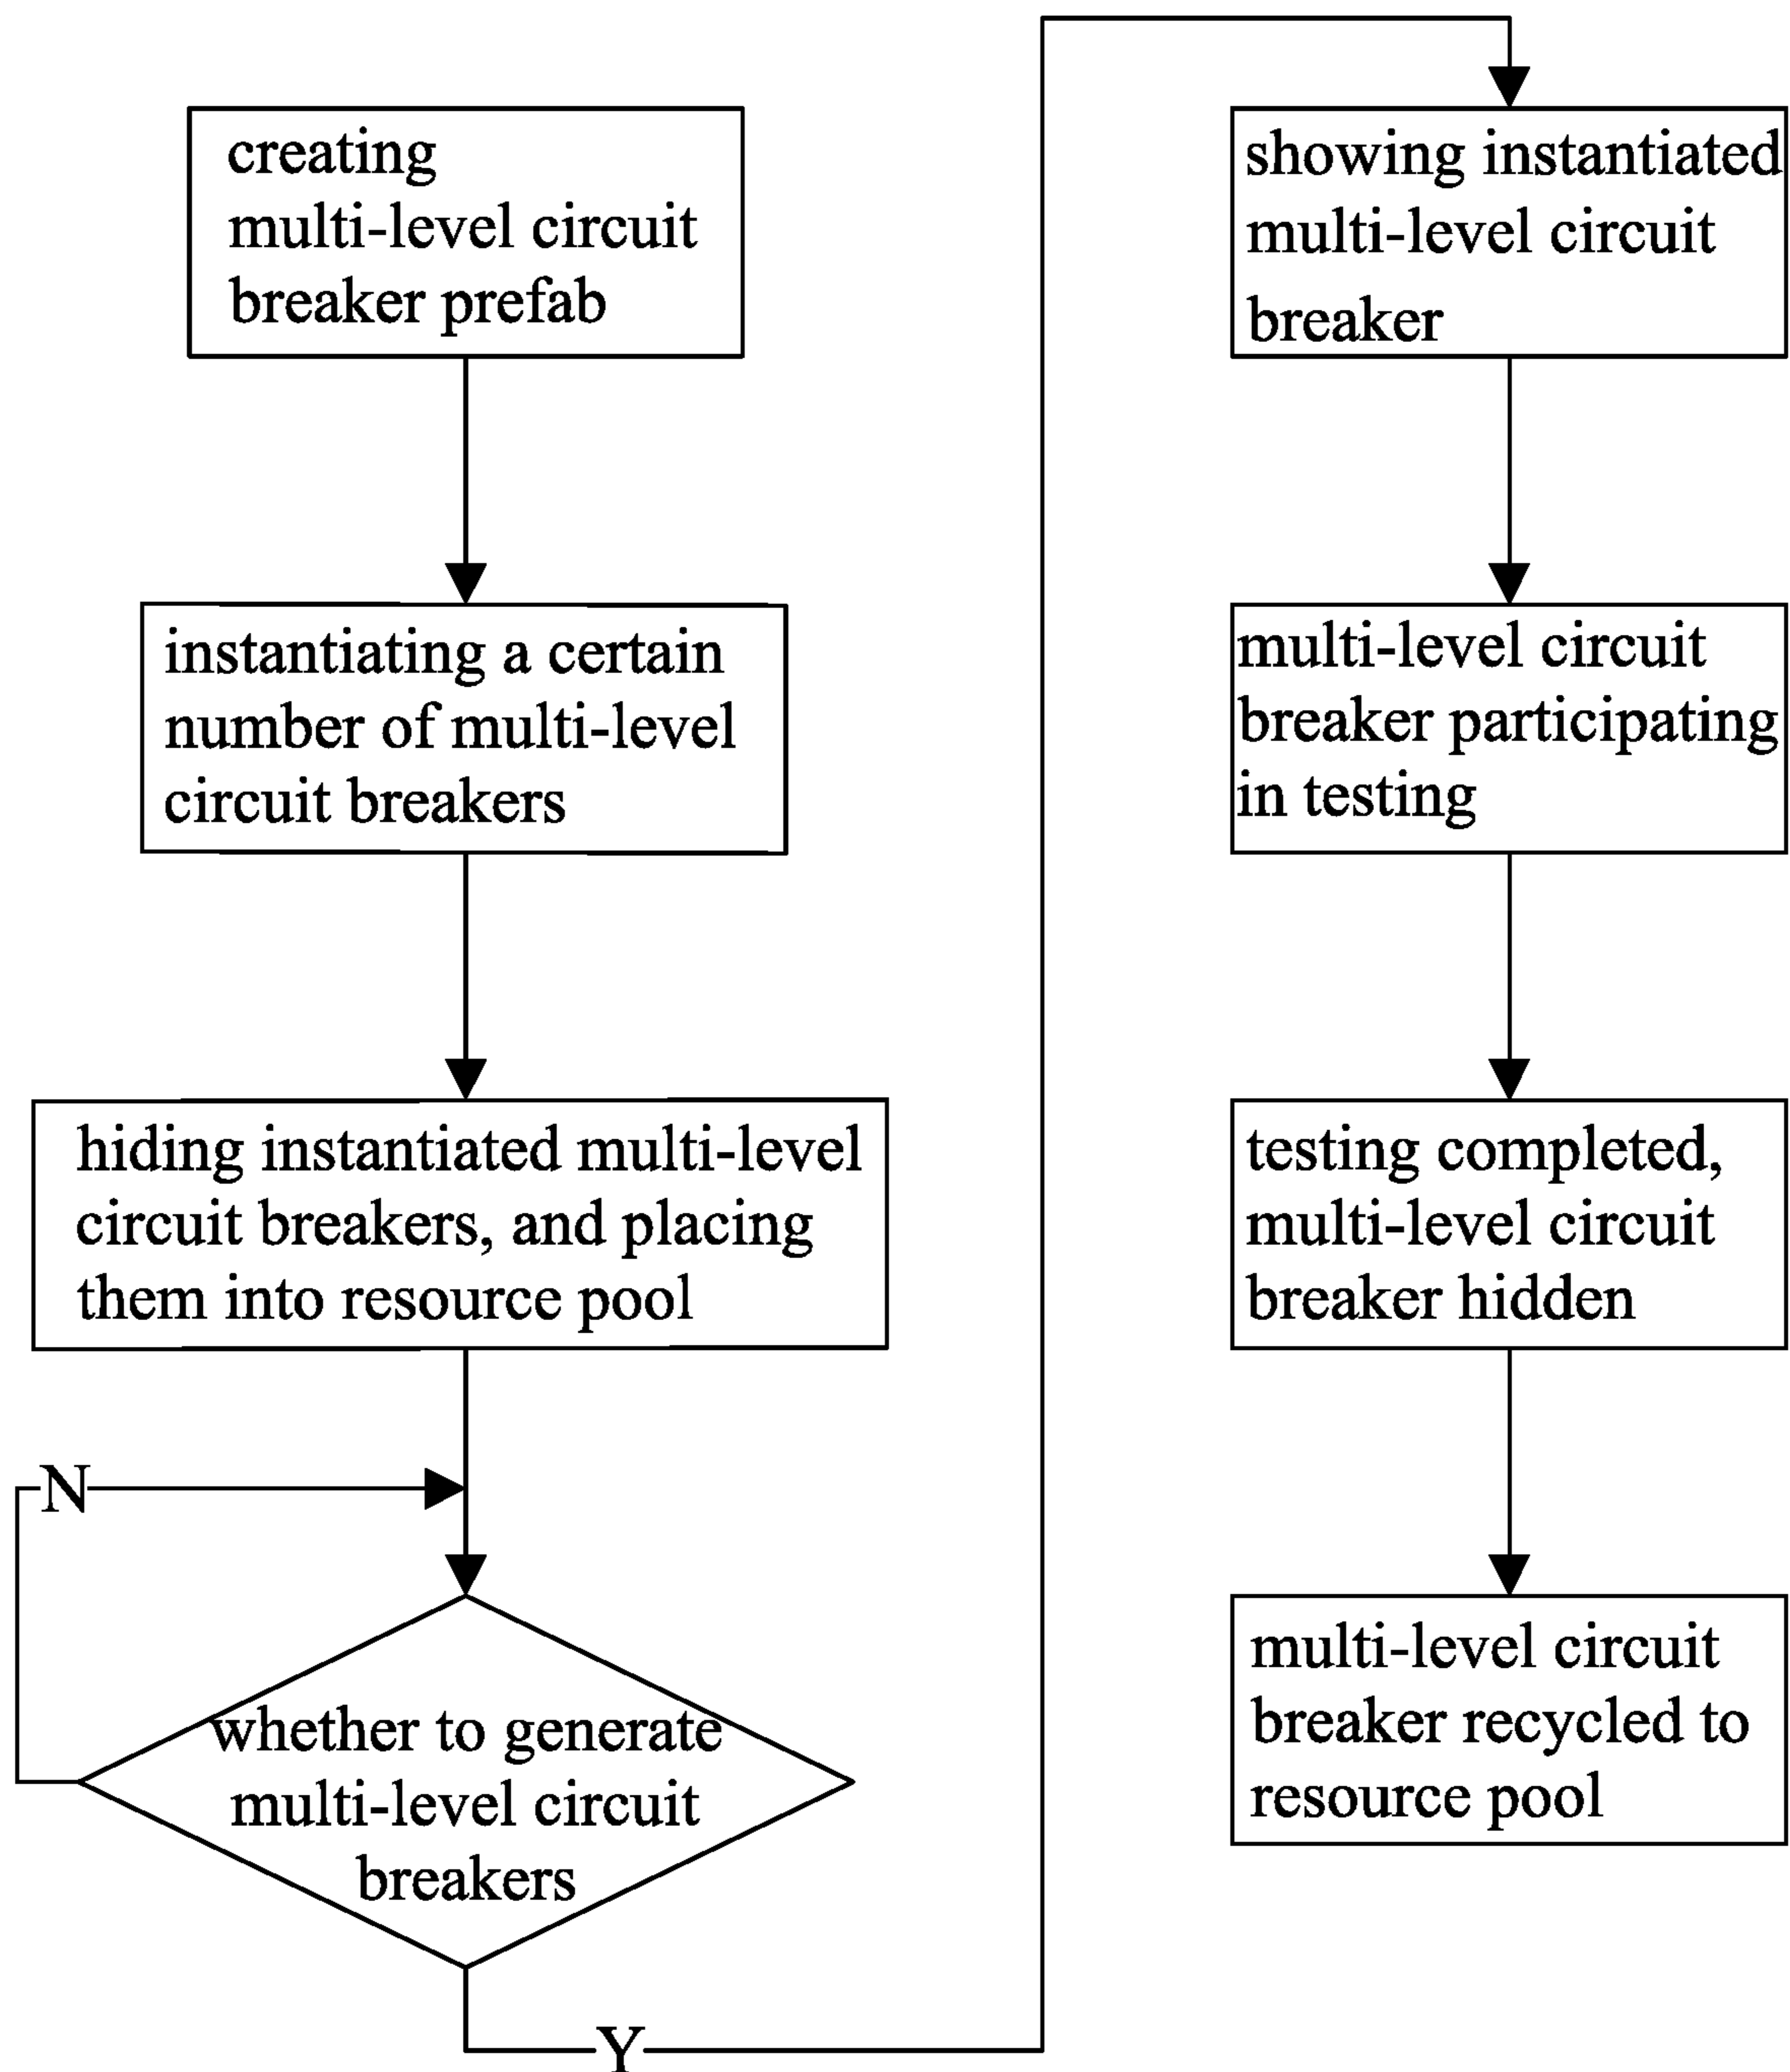 creating
multi-level circuit
breaker prefab
instantiating a certain
number of multi-level
circuit breakers
hiding instantiated multi-level
circuit breakers, and placing
them into resource pool
N
whether to generate
multi-level circuit
breakers
Y
showing instantiated
multi-level circuit
breaker
multi-level circuit
breaker participating
in testing
testing completed,
multi-level circuit
breaker hidden
multi-level circuit
breaker recycled to
resource pool